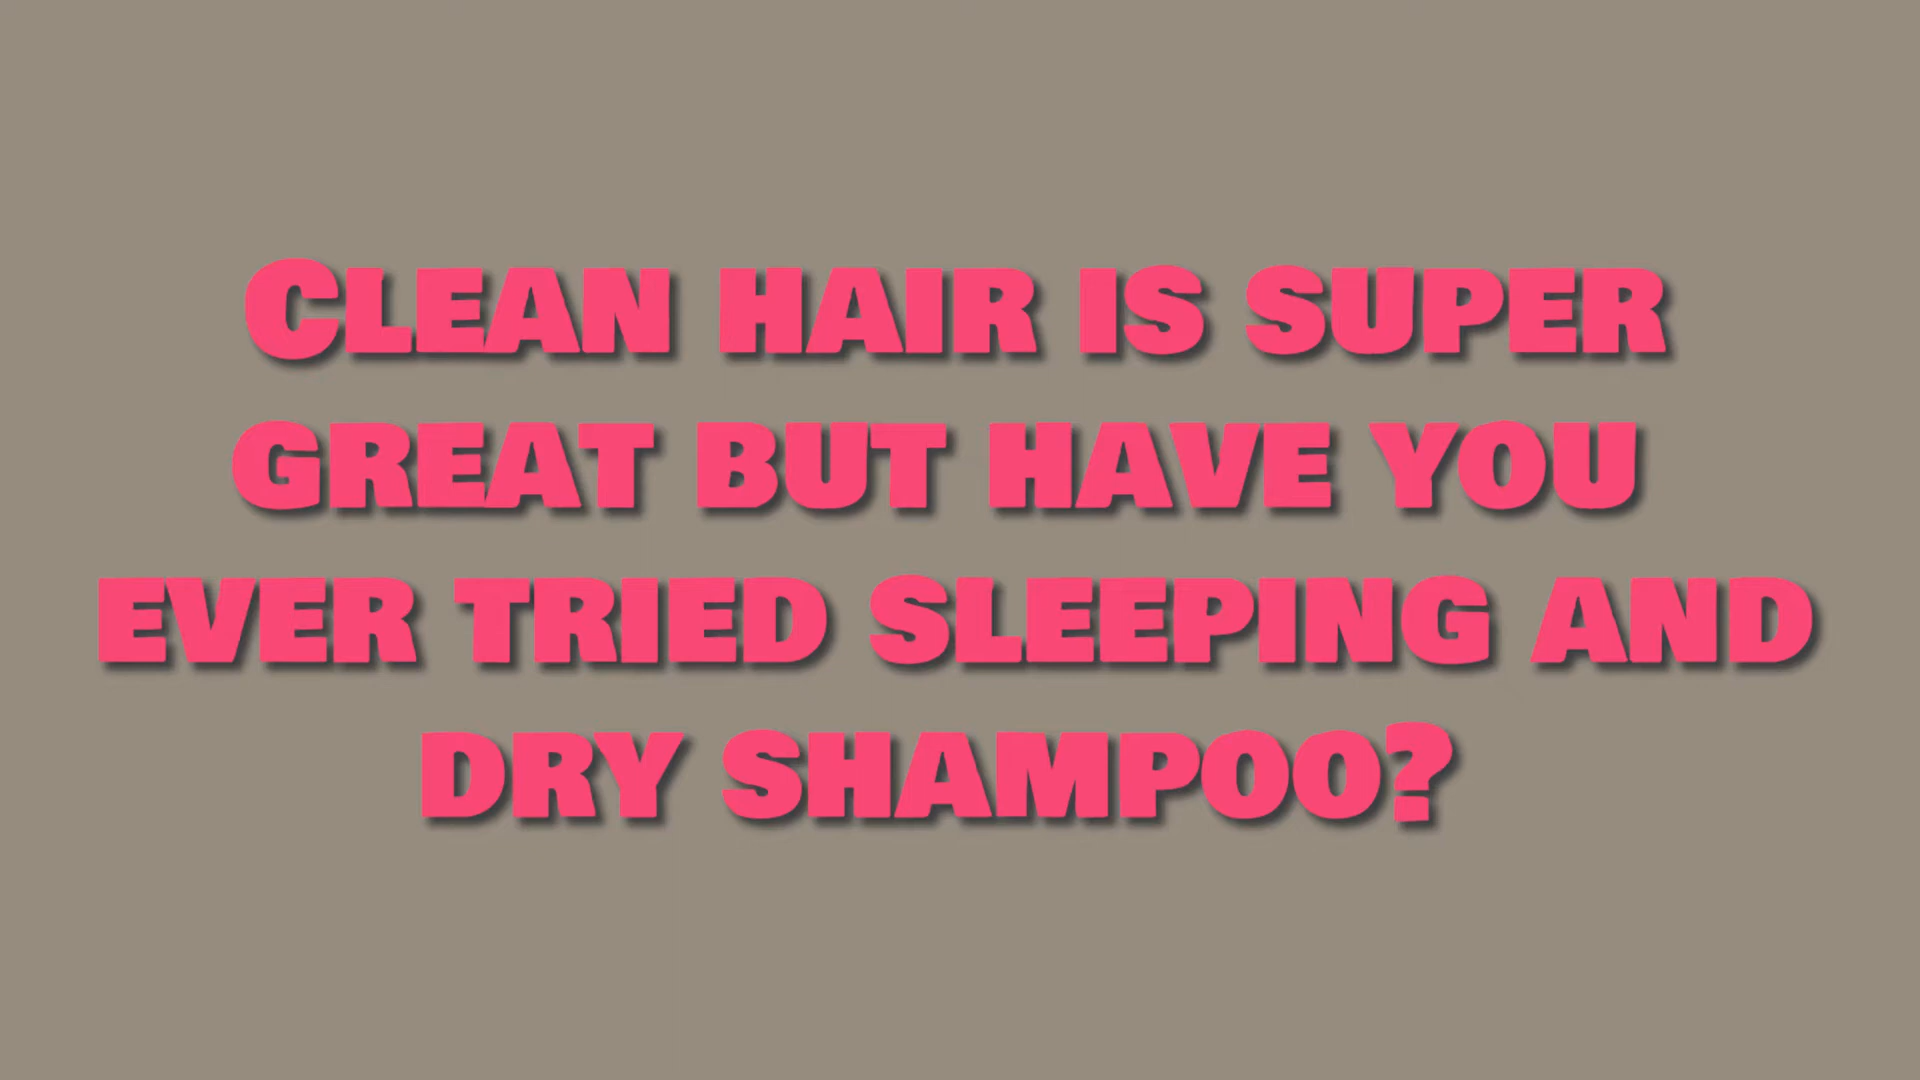 Clean hair is super
great but have you
ever tried sleeping and
dry shampoo?